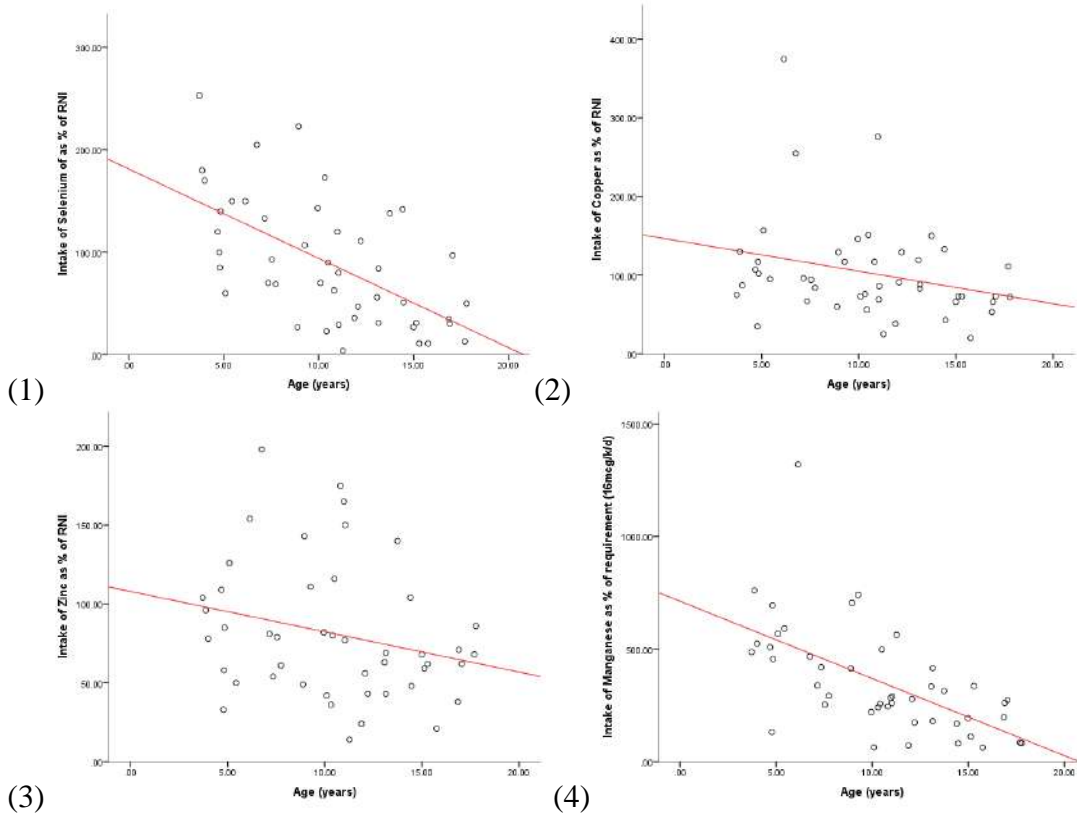 Intake of Selenium of as % of RNI
300.00
200.00
100.00
.00
.00 5.00 10.00 15.00 20.00
Age (years)
(1)
Intake of Copper as % of RNI
400.00
300.00
200.00
100.00
.00
.00 5.00 10.00 15.00 20.00
Age (years)
(2)
Intake of Zinc as % of RNI
200.00
150.00
100.00
50.00
.00
.00 5.00 10.00 15.00 20.00
Age (years)
(3)
Intake of Manganese as % of requirement (16mcg/k/d)
1500.00
1000.00
500.00
.00
.00 5.00 10.00 15.00 20.00
Age (years)
(4)